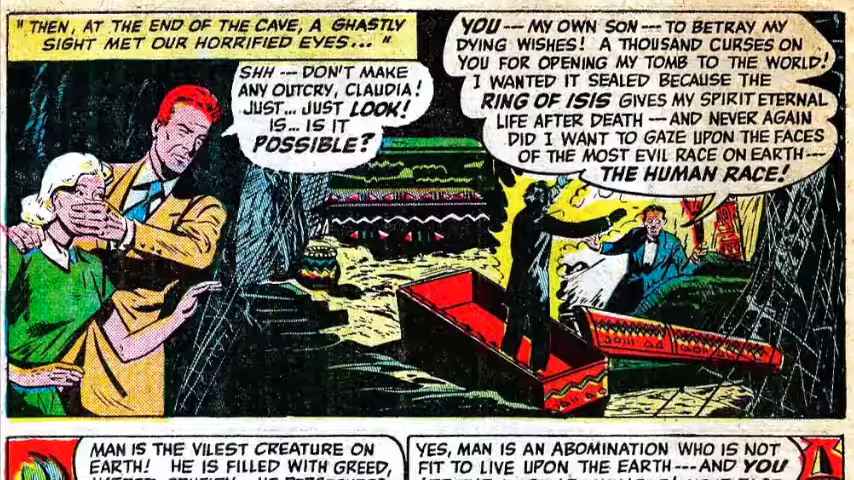 "THEN, AT THE END OF THE CAVE, A GHASTLY
SIGHT MET OUR HORRIFIED EYES..."
SHH -- DON'T MAKE
ANY OUTCRY, CLAUDIA!
JUST... JUST LOOK!
IS... IS IT
POSSIBLE?
YOU -- MY OWN SON -- TO BETRAY MY
DYING WISHES! A THOUSAND CURSES ON
YOU FOR OPENING MY TOMB TO THE WORLD!
I WANTED IT SEALED BECAUSE THE
RING OF ISIS GIVES MY SPIRIT ETERNAL
LIFE AFTER DEATH -- AND NEVER AGAIN
DID I WANT TO GAZE UPON THE FACES
OF THE MOST EVIL RACE ON EARTH--
THE HUMAN RACE!
MAN IS THE VILEST CREATURE ON
EARTH! HE IS FILLED WITH GREED,
YES, MAN IS AN ABOMINATION WHO IS NOT
FIT TO LIVE UPON THE EARTH---AND YOU